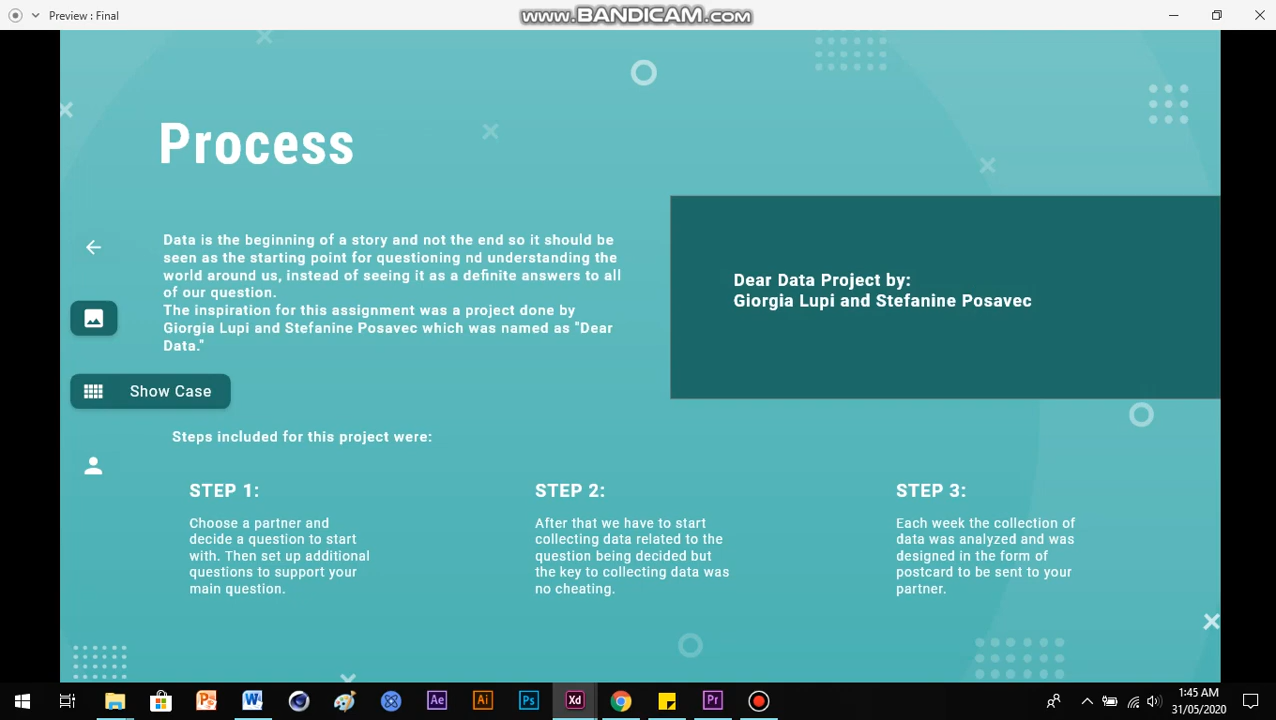 Preview : Final
www.BANDICAM.com
Process
Data is the beginning of a story and not the end so it should be
seen as the starting point for questioning nd understanding the
world around us, instead of seeing it as a definite answers to all
of our question.
The inspiration for this assignment was a project done by
Giorgia Lupi and Stefanine Posavec which was named as "Dear
Data."
Dear Data Project by:
Giorgia Lupi and Stefanine Posavec
Show Case
Steps included for this project were:
STEP 1:
Choose a partner and
decide a question to start
with. Then set up additional
questions to support your
main question.
STEP 2:
After that we have to start
collecting data related to the
question being decided but
the key to collecting data was
no cheating.
STEP 3:
Each week the collection of
data was analyzed and was
designed in the form of
postcard to be sent to your
partner.
Ae
Ai
Ps
Xd
Pr
1:45 AM
31/05/2020